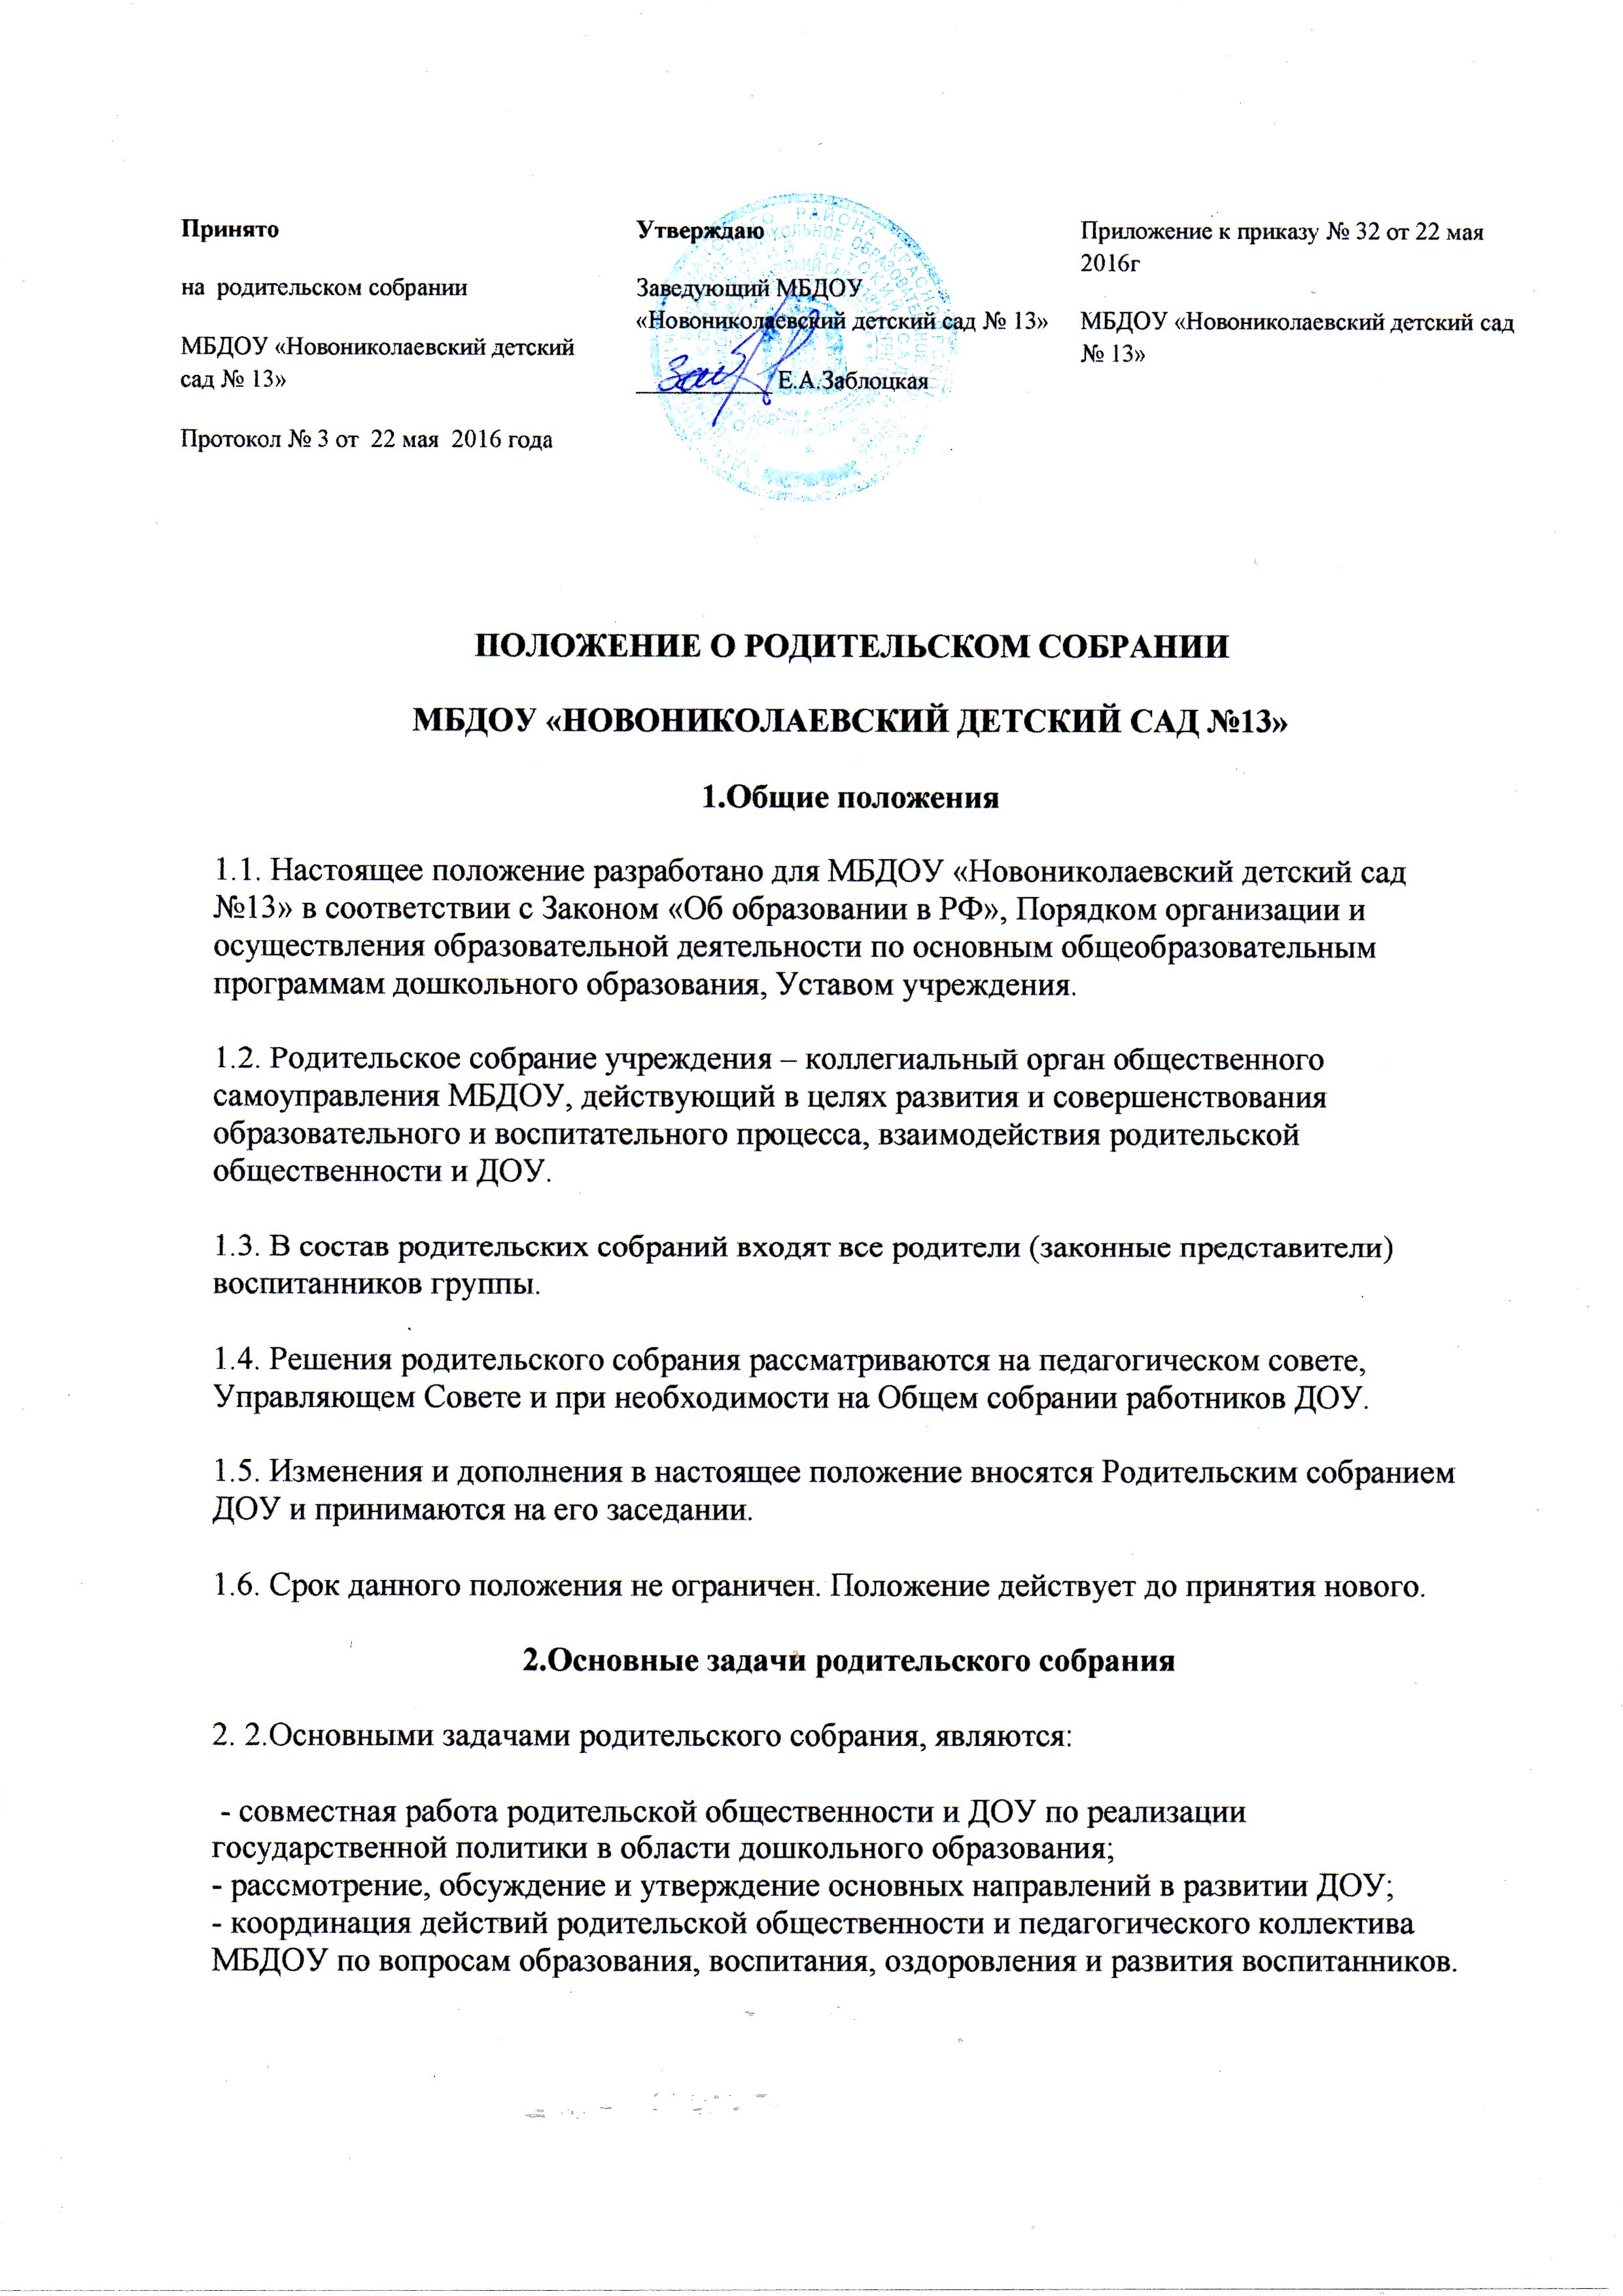 Принято
на  родительском собрании
МБДОУ «Новониколаевский детский
сад № 13»
Протокол № 3 от  22 мая  2016 года
Утверждаю
Заведующий МБДОУ
«Новониколаевский детский сад № 13»
Е.А.Заблоцкая
Приложение к приказу № 32 от 22 мая
2016г
МБДОУ «Новониколаевский детский сад
№ 13»
ПОЛОЖЕНИЕ О РОДИТЕЛЬСКОМ СОБРАНИИ
МБДОУ «НОВОНИКОЛАЕВСКИЙ ДЕТСКИЙ САД №13»
1.Общие положения
1.1. Настоящее положение разработано для МБДОУ «Новониколаевский детский сад
№13» в соответствии с Законом «Об образовании в РФ», Порядком организации и
осуществления образовательной деятельности по основным общеобразовательным
программам дошкольного образования, Уставом учреждения.
1.2. Родительское собрание учреждения – коллегиальный орган общественного
самоуправления МБДОУ, действующий в целях развития и совершенствования
образовательного и воспитательного процесса, взаимодействия родительской
общественности и ДОУ.
1.3. В состав родительских собраний входят все родители (законные представители)
воспитанников группы.
1.4. Решения родительского собрания рассматриваются на педагогическом совете,
Управляющем Совете и при необходимости на Общем собрании работников ДОУ.
1.5. Изменения и дополнения в настоящее положение вносятся Родительским собранием
ДОУ и принимаются на его заседании.
1.6. Срок данного положения не ограничен. Положение действует до принятия нового.
2.Основные задачи родительского собрания
2. 2.Основными задачами родительского собрания, являются:
- совместная работа родительской общественности и ДОУ по реализации
государственной политики в области дошкольного образования;
- рассмотрение, обсуждение и утверждение основных направлений в развитии ДОУ;
- координация действий родительской общественности и педагогического коллектива
МБДОУ по вопросам образования, воспитания, оздоровления и развития воспитанников.